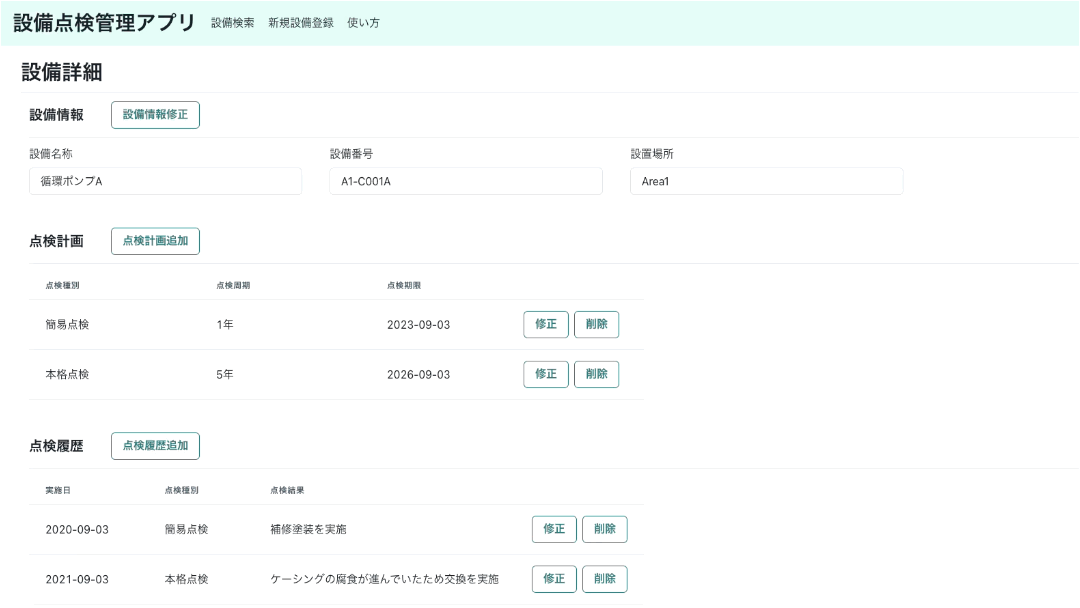 設備点検管理アプリ 設備検索 新規設備登録 使い方
設備詳細
設備情報 設備情報修正
設備名称 設備番号 設置場所
循環ポンプA A1-C001A Area1
点検計画 点検計画追加
点検種別 点検周期 点検期限
簡易点検 1年 2023-09-03 修正 削除
本格点検 5年 2026-09-03 修正 削除
点検履歴 点検履歴追加
実施日 点検種別 点検結果
2020-09-03 簡易点検 補修塗装を実施 修正 削除
2021-09-03 本格点検 ケーシングの腐食が進んでいたため交換を実施 修正 削除